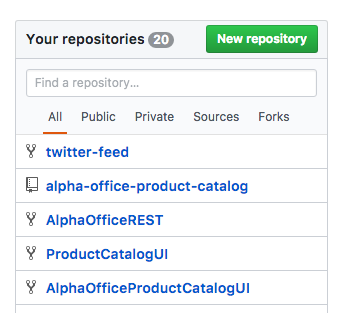 Your repositories 20 New repository
Find a repository...
All Public Private Sources Forks
twitter-feed
alpha-office-product-catalog
AlphaOfficeREST
ProductCatalogUI
AlphaOfficeProductCatalogUI